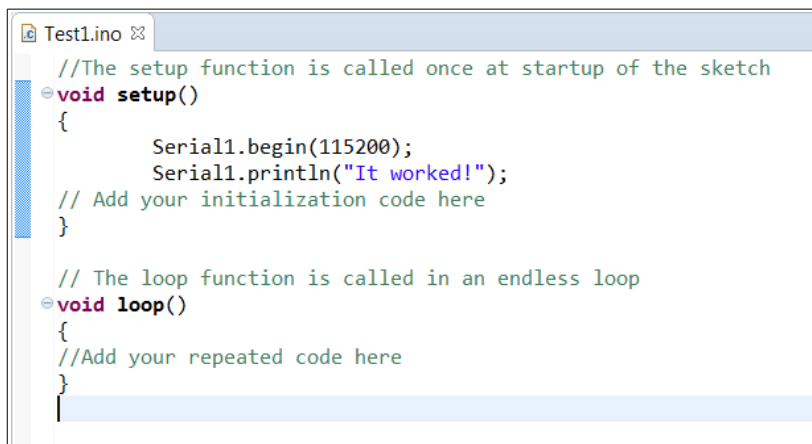 Test1.ino
//The setup function is called once at startup of the sketch
void setup()
{
        Serial1.begin(115200);
        Serial1.println("It worked!");
// Add your initialization code here
}

// The loop function is called in an endless loop
void loop()
{
//Add your repeated code here
}